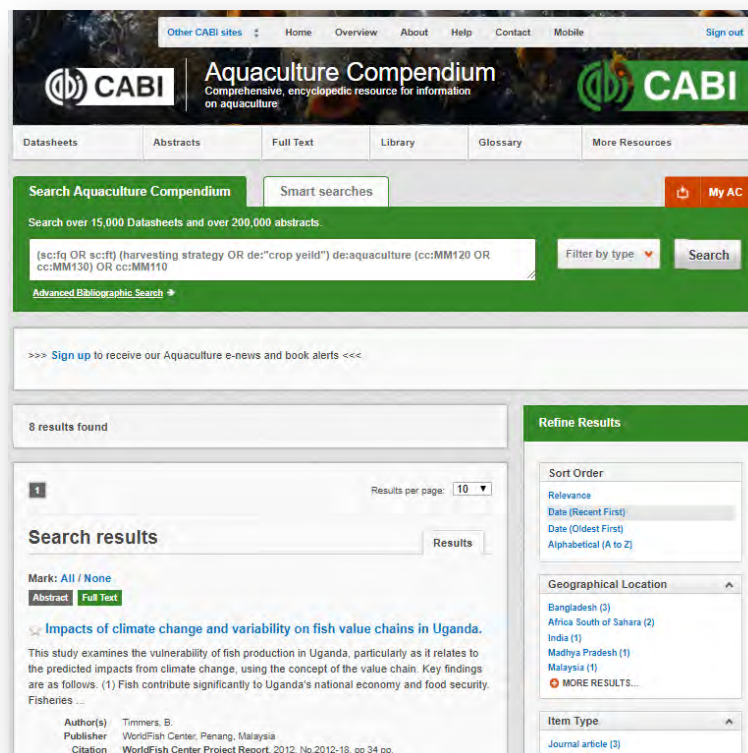 Other CABI sites Home Overview About Help Contact Mobile Sign out
CABI
Aquaculture Compendium
Comprehensive, encyclopedic resource for information
on aquaculture
CABI
Datasheets Abstracts Full Text Library Glossary More Resources
Search Aquaculture Compendium Smart searches My AC
Search over 15,000 Datasheets and over 200,000 abstracts.
(sc:fq OR sc:ft) (harvesting strategy OR de:"crop yeild") de:aquaculture (cc:MM120 OR
cc:MM130) OR cc:MM110
Filter by type Search
Advanced Bibliographic Search
>>> Sign up to receive our Aquaculture e-news and book alerts <<<
8 results found
1 Results per page: 10
Search results Results
Mark: All / None
Abstract Full Text
Impacts of climate change and variability on fish value chains in Uganda.
This study examines the vulnerability of fish production in Uganda, particularly as it relates to
the predicted impacts from climate change, using the concept of the value chain. Key findings
are as follows. (1) Fish contribute significantly to Uganda's national economy and food security.
Fisheries ...
Author(s) Timmers, B.
Publisher WorldFish Center, Penang, Malaysia
Citation WorldFish Center Project Report, 2012, No.2012-18, pp 34 pp.
Refine Results
Sort Order
Relevance
Date (Recent First)
Date (Oldest First)
Alphabetical (A to Z)
Geographical Location
Bangladesh (3)
Africa South of Sahara (2)
India (1)
Madhya Pradesh (1)
Malaysia (1)
MORE RESULTS...
Item Type
Journal article (3)